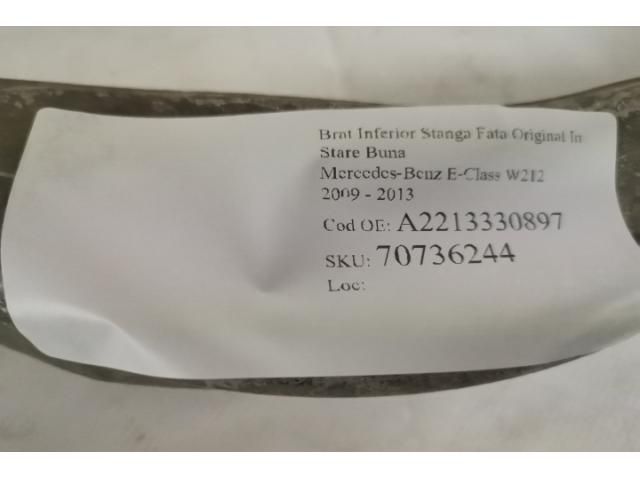 Brat Inferior Stanga Fata Original In
Stare Buna
Mercedes-Benz E-Class W212
2009 - 2013
Cod OE: A2213330897
SKU: 70736244
Loc: